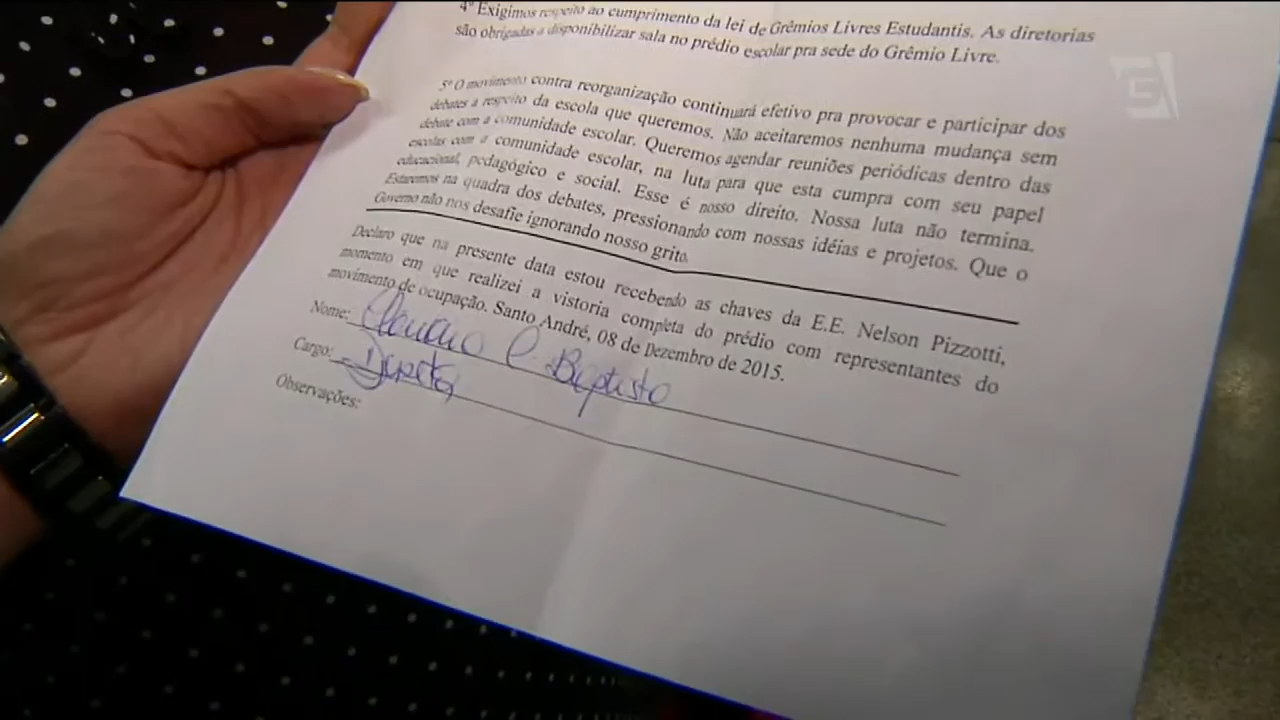 4º Exigimos respeito ao cumprimento da lei de Grêmios Livres Estudantis. As diretorias
são obrigadas a disponibilizar sala no prédio escolar pra sede do Grêmio Livre.
5º O movimento contra reorganização continuará efetivo pra provocar e participar dos
debates a respeito da escola que queremos. Não aceitaremos nenhuma mudança sem
debate com a comunidade escolar. Queremos agendar reuniões periódicas dentro das
escolas com a comunidade escolar, na luta para que esta cumpra com seu papel
educacional, pedagógico e social. Esse é nosso direito. Nossa luta não termina.
Estaremos na quadra dos debates, pressionando com nossas idéias e projetos. Que o
Governo não nos desafie ignorando nosso grito.
Declaro que na presente data estou recebendo as chaves da E.E. Nelson Pizzotti,
momento em que realizei a vistoria completa do prédio com representantes do
movimento de ocupação. Santo André, 08 de Dezembro de 2015.
Nome: C. Baptista
Cargo:
Observações: